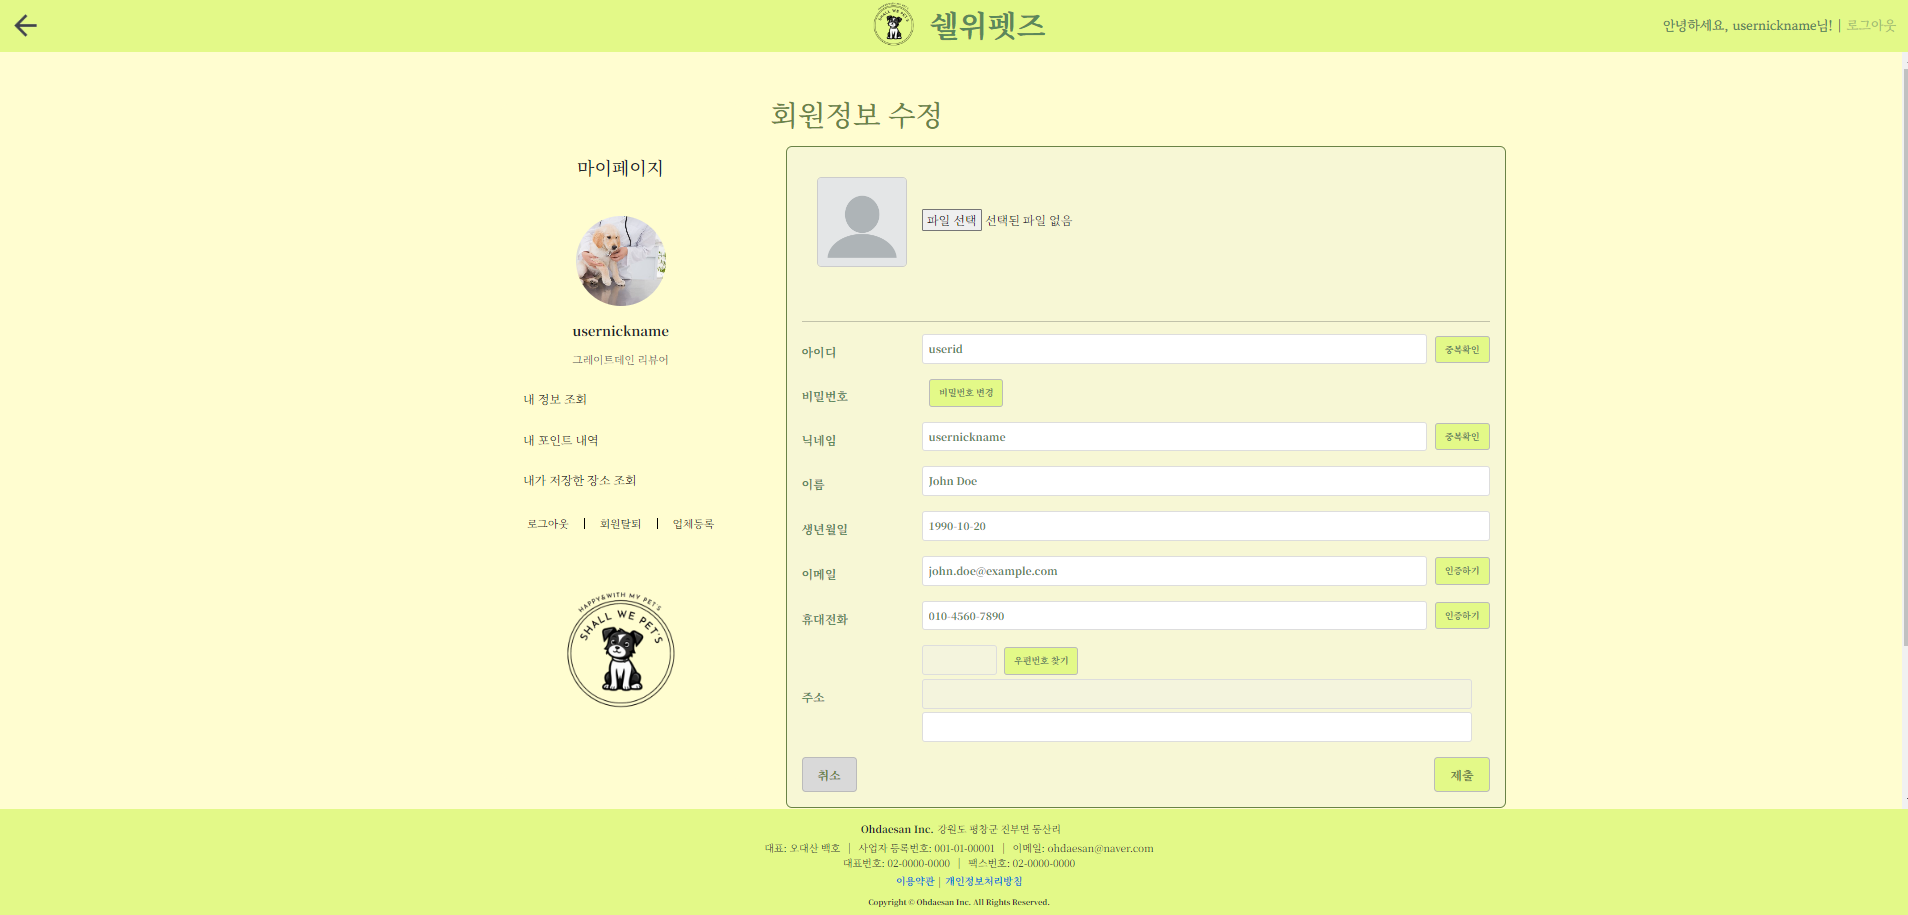 SHALL WE PET'S
쉘위펫즈
안녕하세요, usernickname님! | 로그아웃
회원정보 수정
마이페이지
usernickname
그레이트데인 리뷰어
내 정보 조회
내 포인트 내역
내가 저장한 장소 조회
로그아웃 | 회원탈퇴 | 업체등록
HAPPY&WITH MY PET'S
SHALL WE PET'S
파일 선택 선택된 파일 없음
아이디 userid 중복확인
비밀번호 비밀번호 변경
닉네임 usernickname 중복확인
이름 John Doe
생년월일 1990-10-20
이메일 john.doe@example.com 인증하기
휴대전화 010-4560-7890 인증하기
우편번호 찾기
주소
취소 제출
Ohdaesan Inc. 강원도 평창군 진부면 동산리
대표: 오대산 백호 | 사업자 등록번호: 001-01-00001 | 이메일: ohdaesan@naver.com
대표번호: 02-0000-0000 | 팩스번호: 02-0000-0000
이용약관 | 개인정보처리방침
Copyright © Ohdaesan Inc. All Rights Reserved.